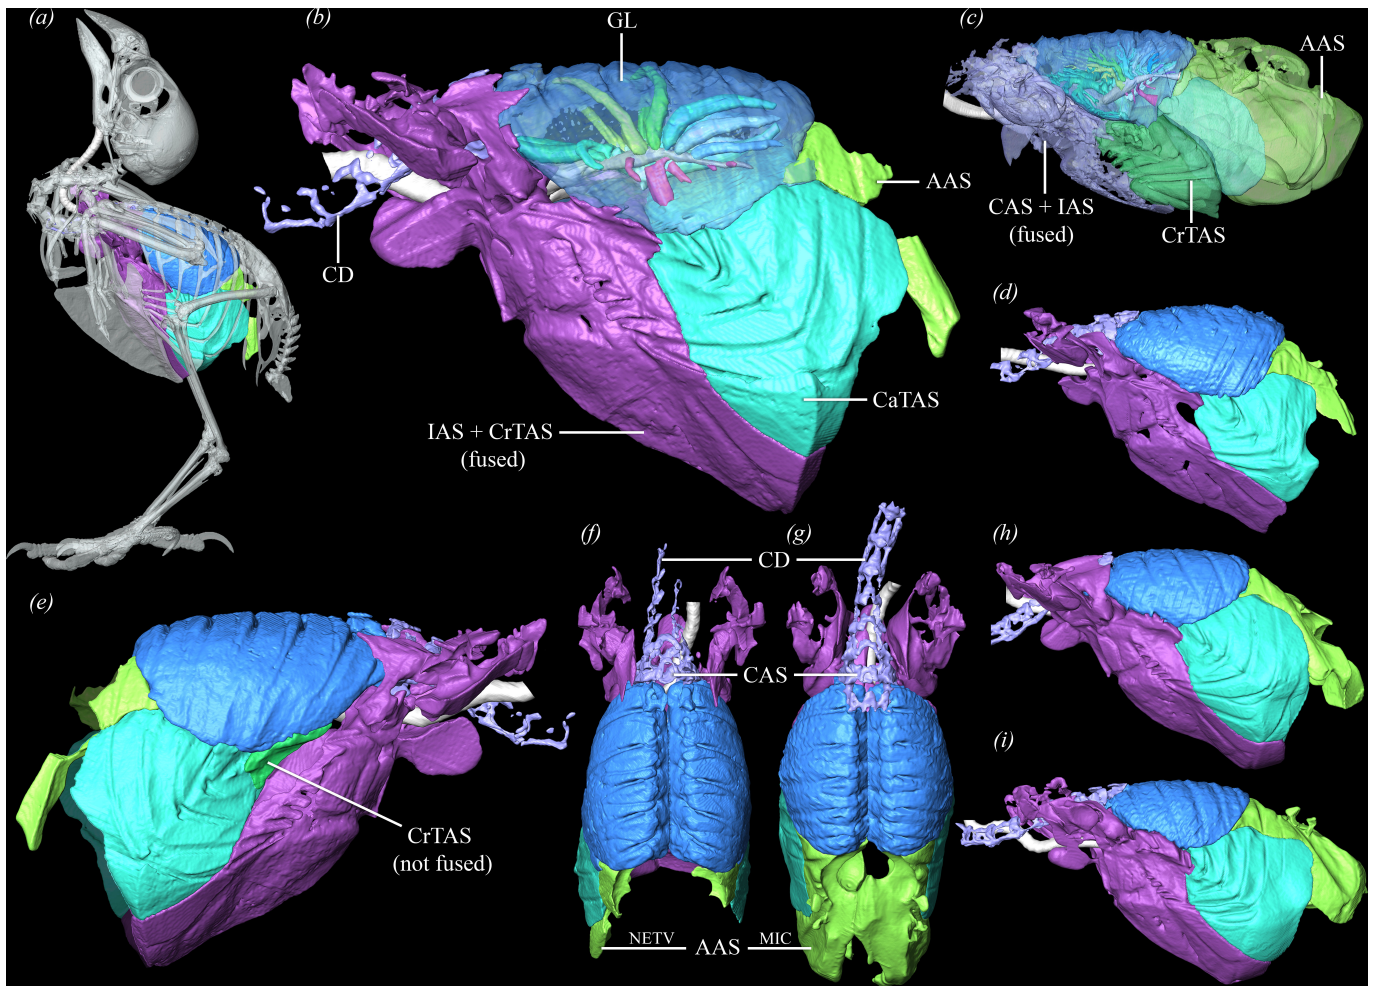 (a)
(b)
GL
AAS
CD
CaTAS
IAS + CrTAS
(fused)
(c)
AAS
CAS + IAS
(fused)
CrTAS
(d)
(e)
CrTAS
(not fused)
(f)
(g)
CD
CAS
NETV
AAS
MIC
(h)
(i)